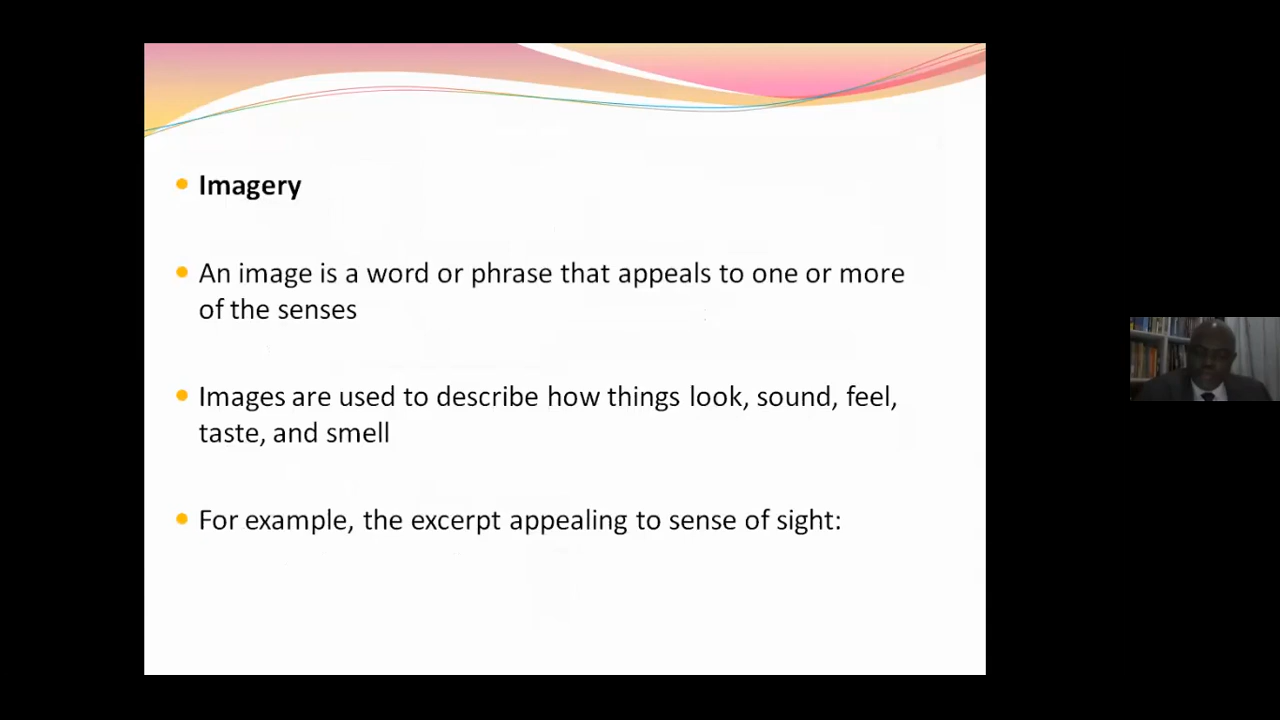 Imagery
An image is a word or phrase that appeals to one or more
of the senses
Images are used to describe how things look, sound, feel,
taste, and smell
For example, the excerpt appealing to sense of sight: